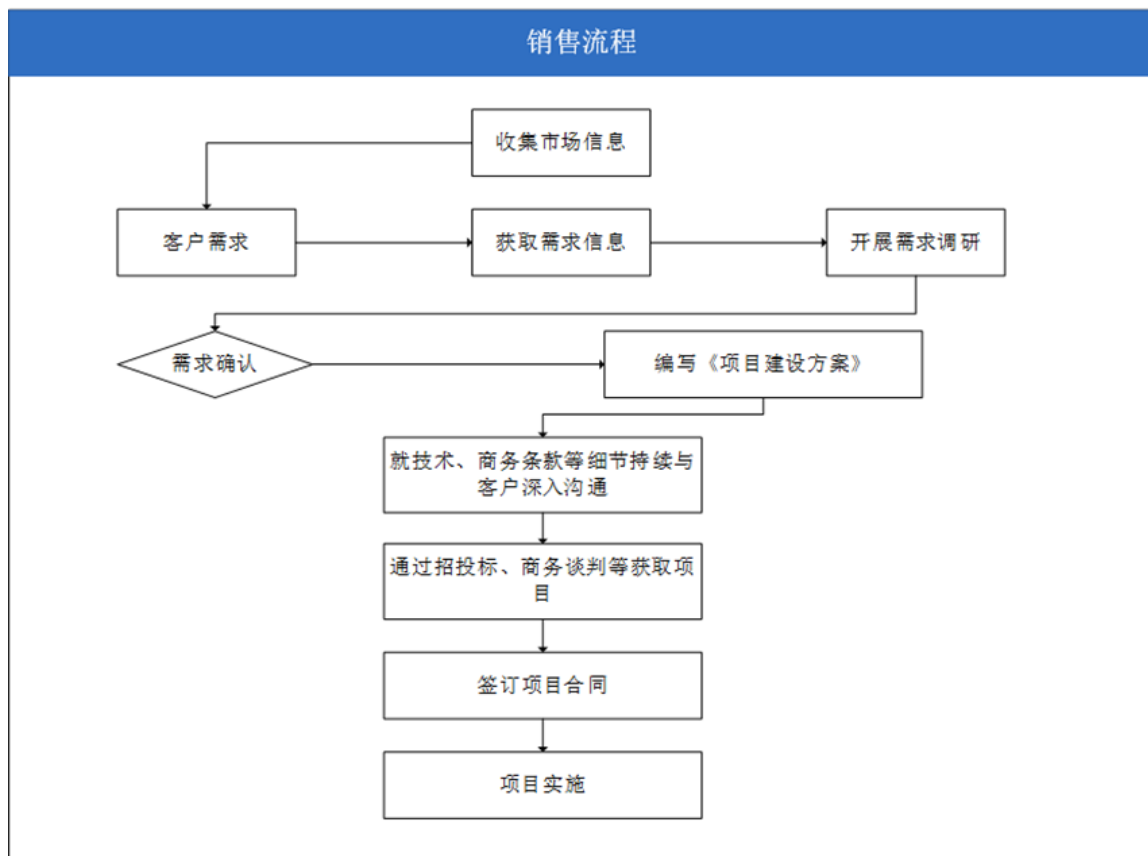 销售流程
收集市场信息
客户需求
获取需求信息
开展需求调研
需求确认
编写《项目建设方案》
就技术、商务条款等细节持续与
客户深入沟通
通过招投标、商务谈判等获取项
目
签订项目合同
项目实施